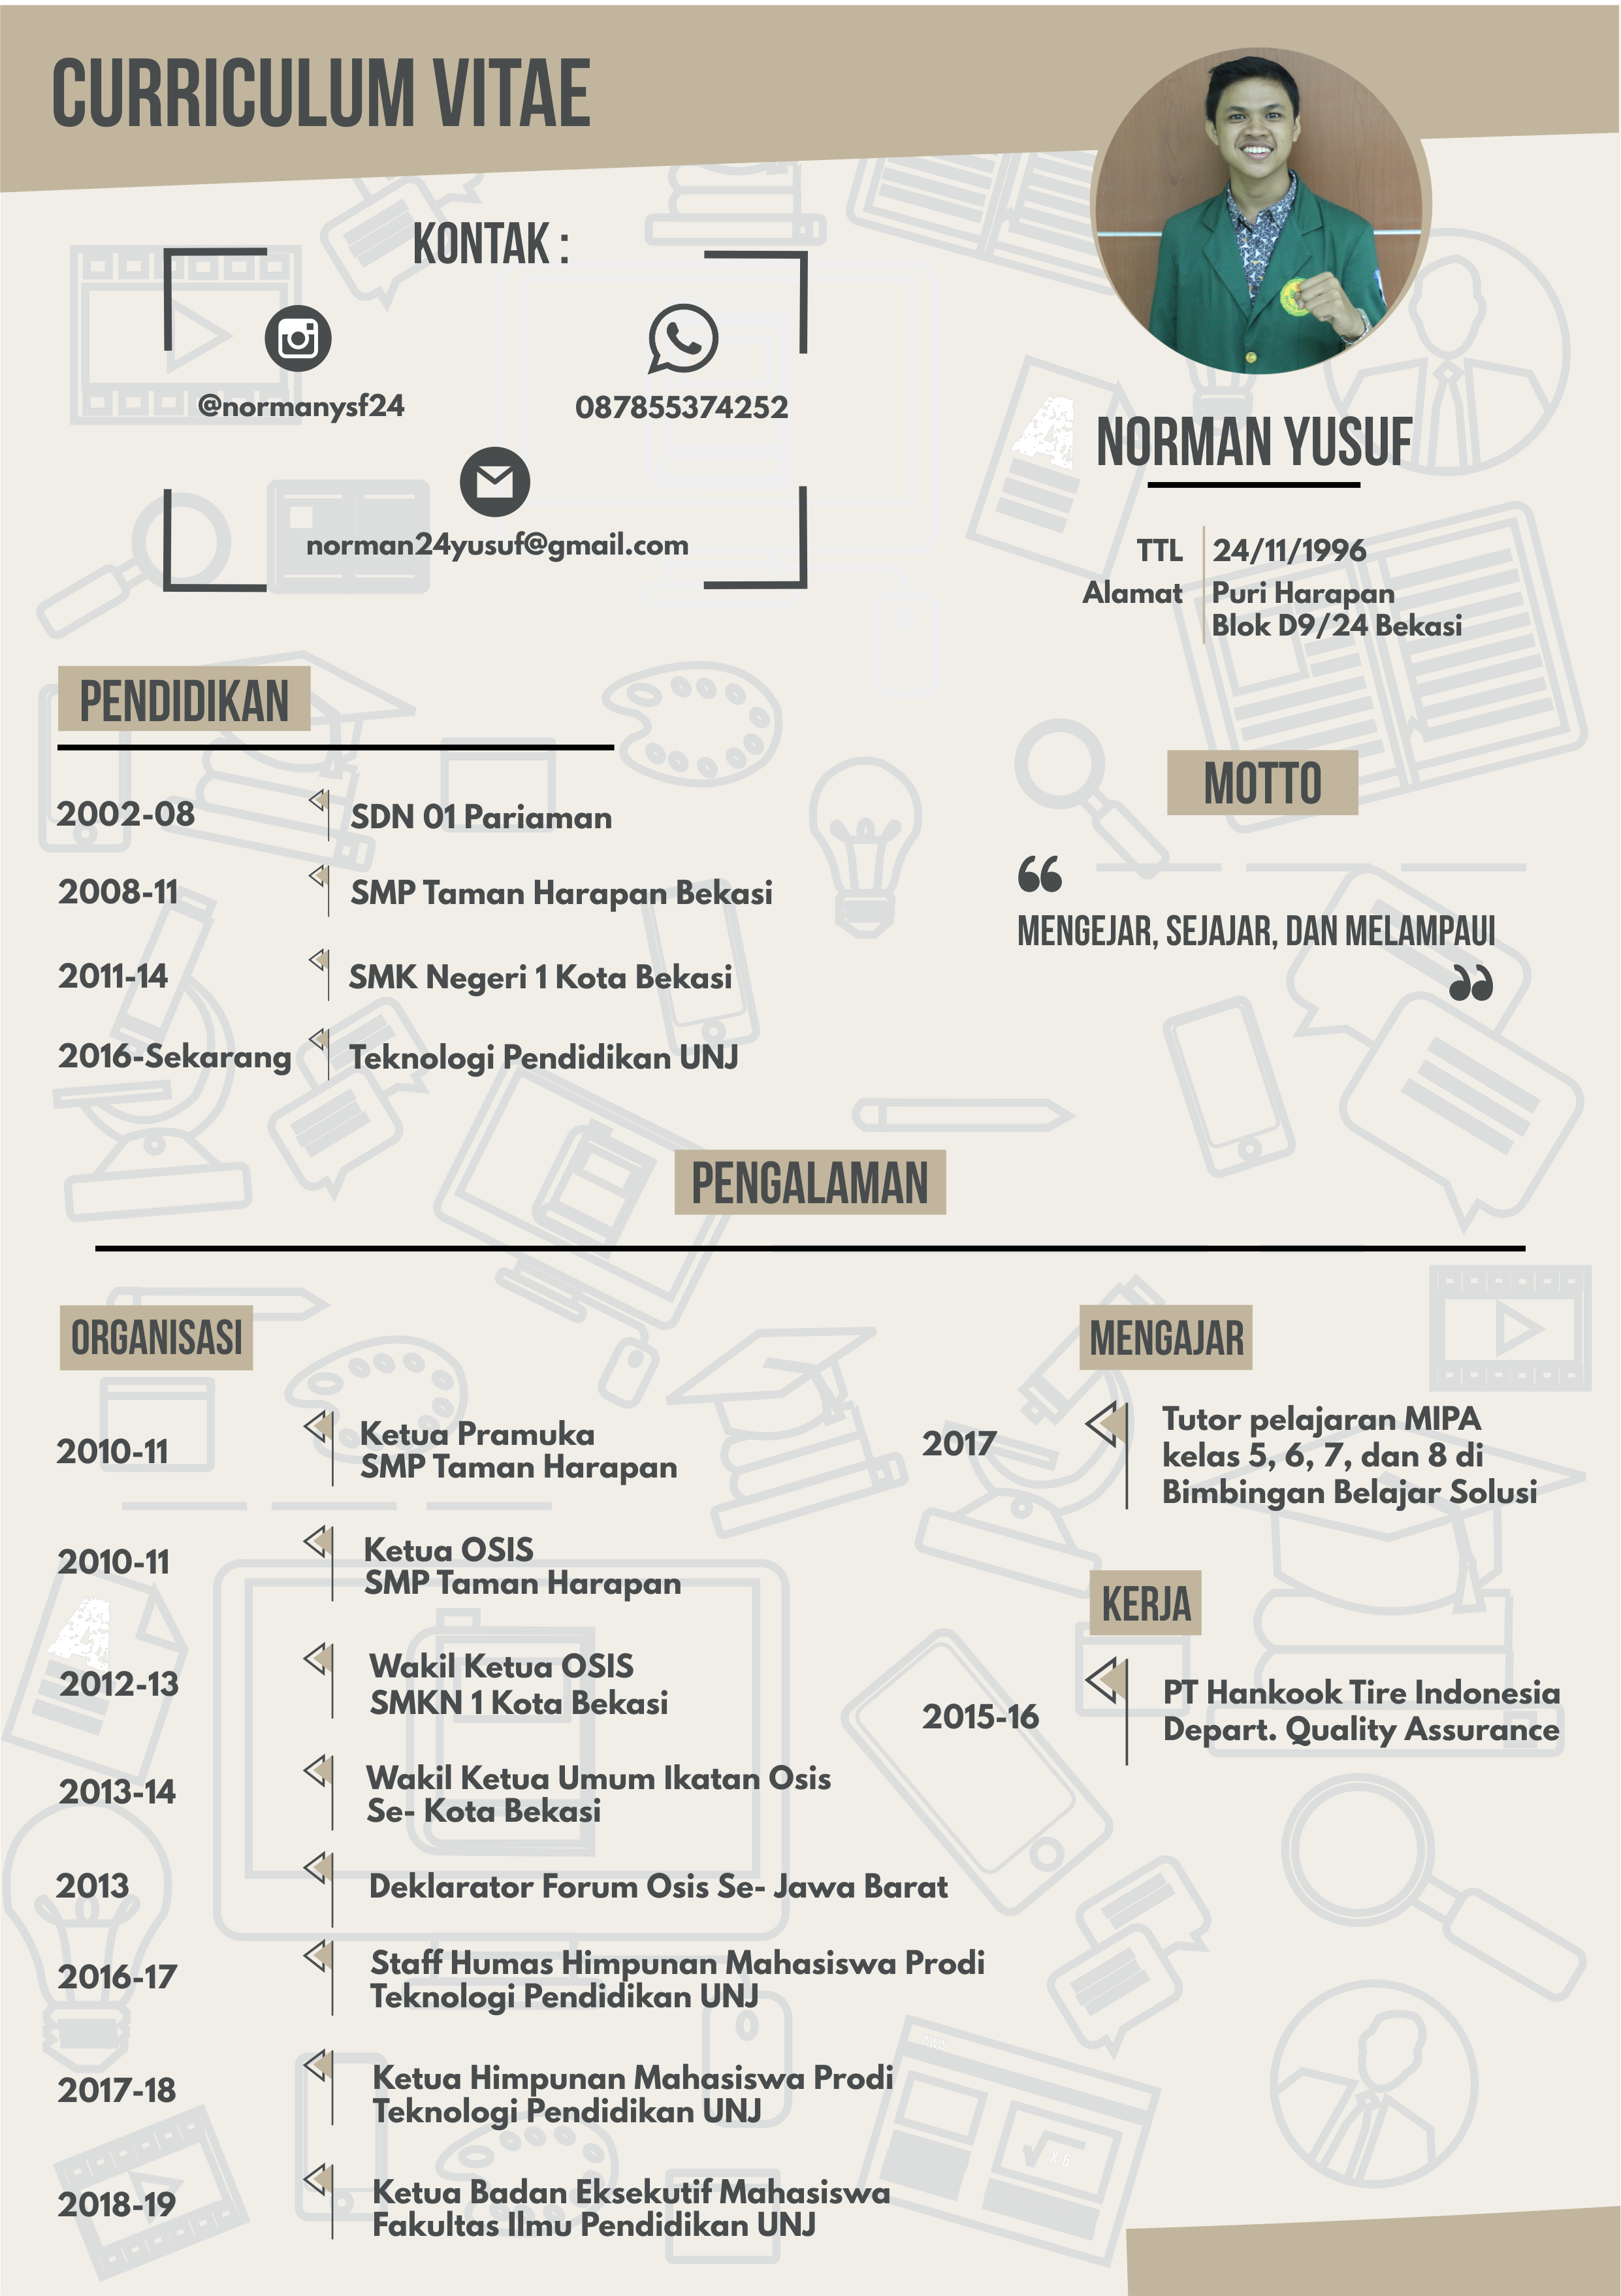 CURRICULUM VITAE
KONTAK :
@normanysf24
087855374252
norman24yusuf@gmail.com
NORMAN YUSUF
TTL 24/11/1996
Alamat Puri Harapan
Blok D9/24 Bekasi
PENDIDIKAN
2002-08 SDN 01 Pariaman
2008-11 SMP Taman Harapan Bekasi
2011-14 SMK Negeri 1 Kota Bekasi
2016-Sekarang Teknologi Pendidikan UNJ
MOTTO
“
MENGEJAR, SEJAJAR, DAN MELAMPAUI
”
PENGALAMAN
ORGANISASI
2010-11 Ketua Pramuka
SMP Taman Harapan
2010-11 Ketua OSIS
SMP Taman Harapan
2012-13 Wakil Ketua OSIS
SMKN 1 Kota Bekasi
2013-14 Wakil Ketua Umum Ikatan Osis
Se- Kota Bekasi
2013 Deklarator Forum Osis Se- Jawa Barat
2016-17 Staff Humas Himpunan Mahasiswa Prodi
Teknologi Pendidikan UNJ
2017-18 Ketua Himpunan Mahasiswa Prodi
Teknologi Pendidikan UNJ
2018-19 Ketua Badan Eksekutif Mahasiswa
Fakultas Ilmu Pendidikan UNJ
MENGAJAR
2017 Tutor pelajaran MIPA
kelas 5, 6, 7, dan 8 di
Bimbingan Belajar Solusi
KERJA
2015-16 PT Hankook Tire Indonesia
Depart. Quality Assurance
A
A